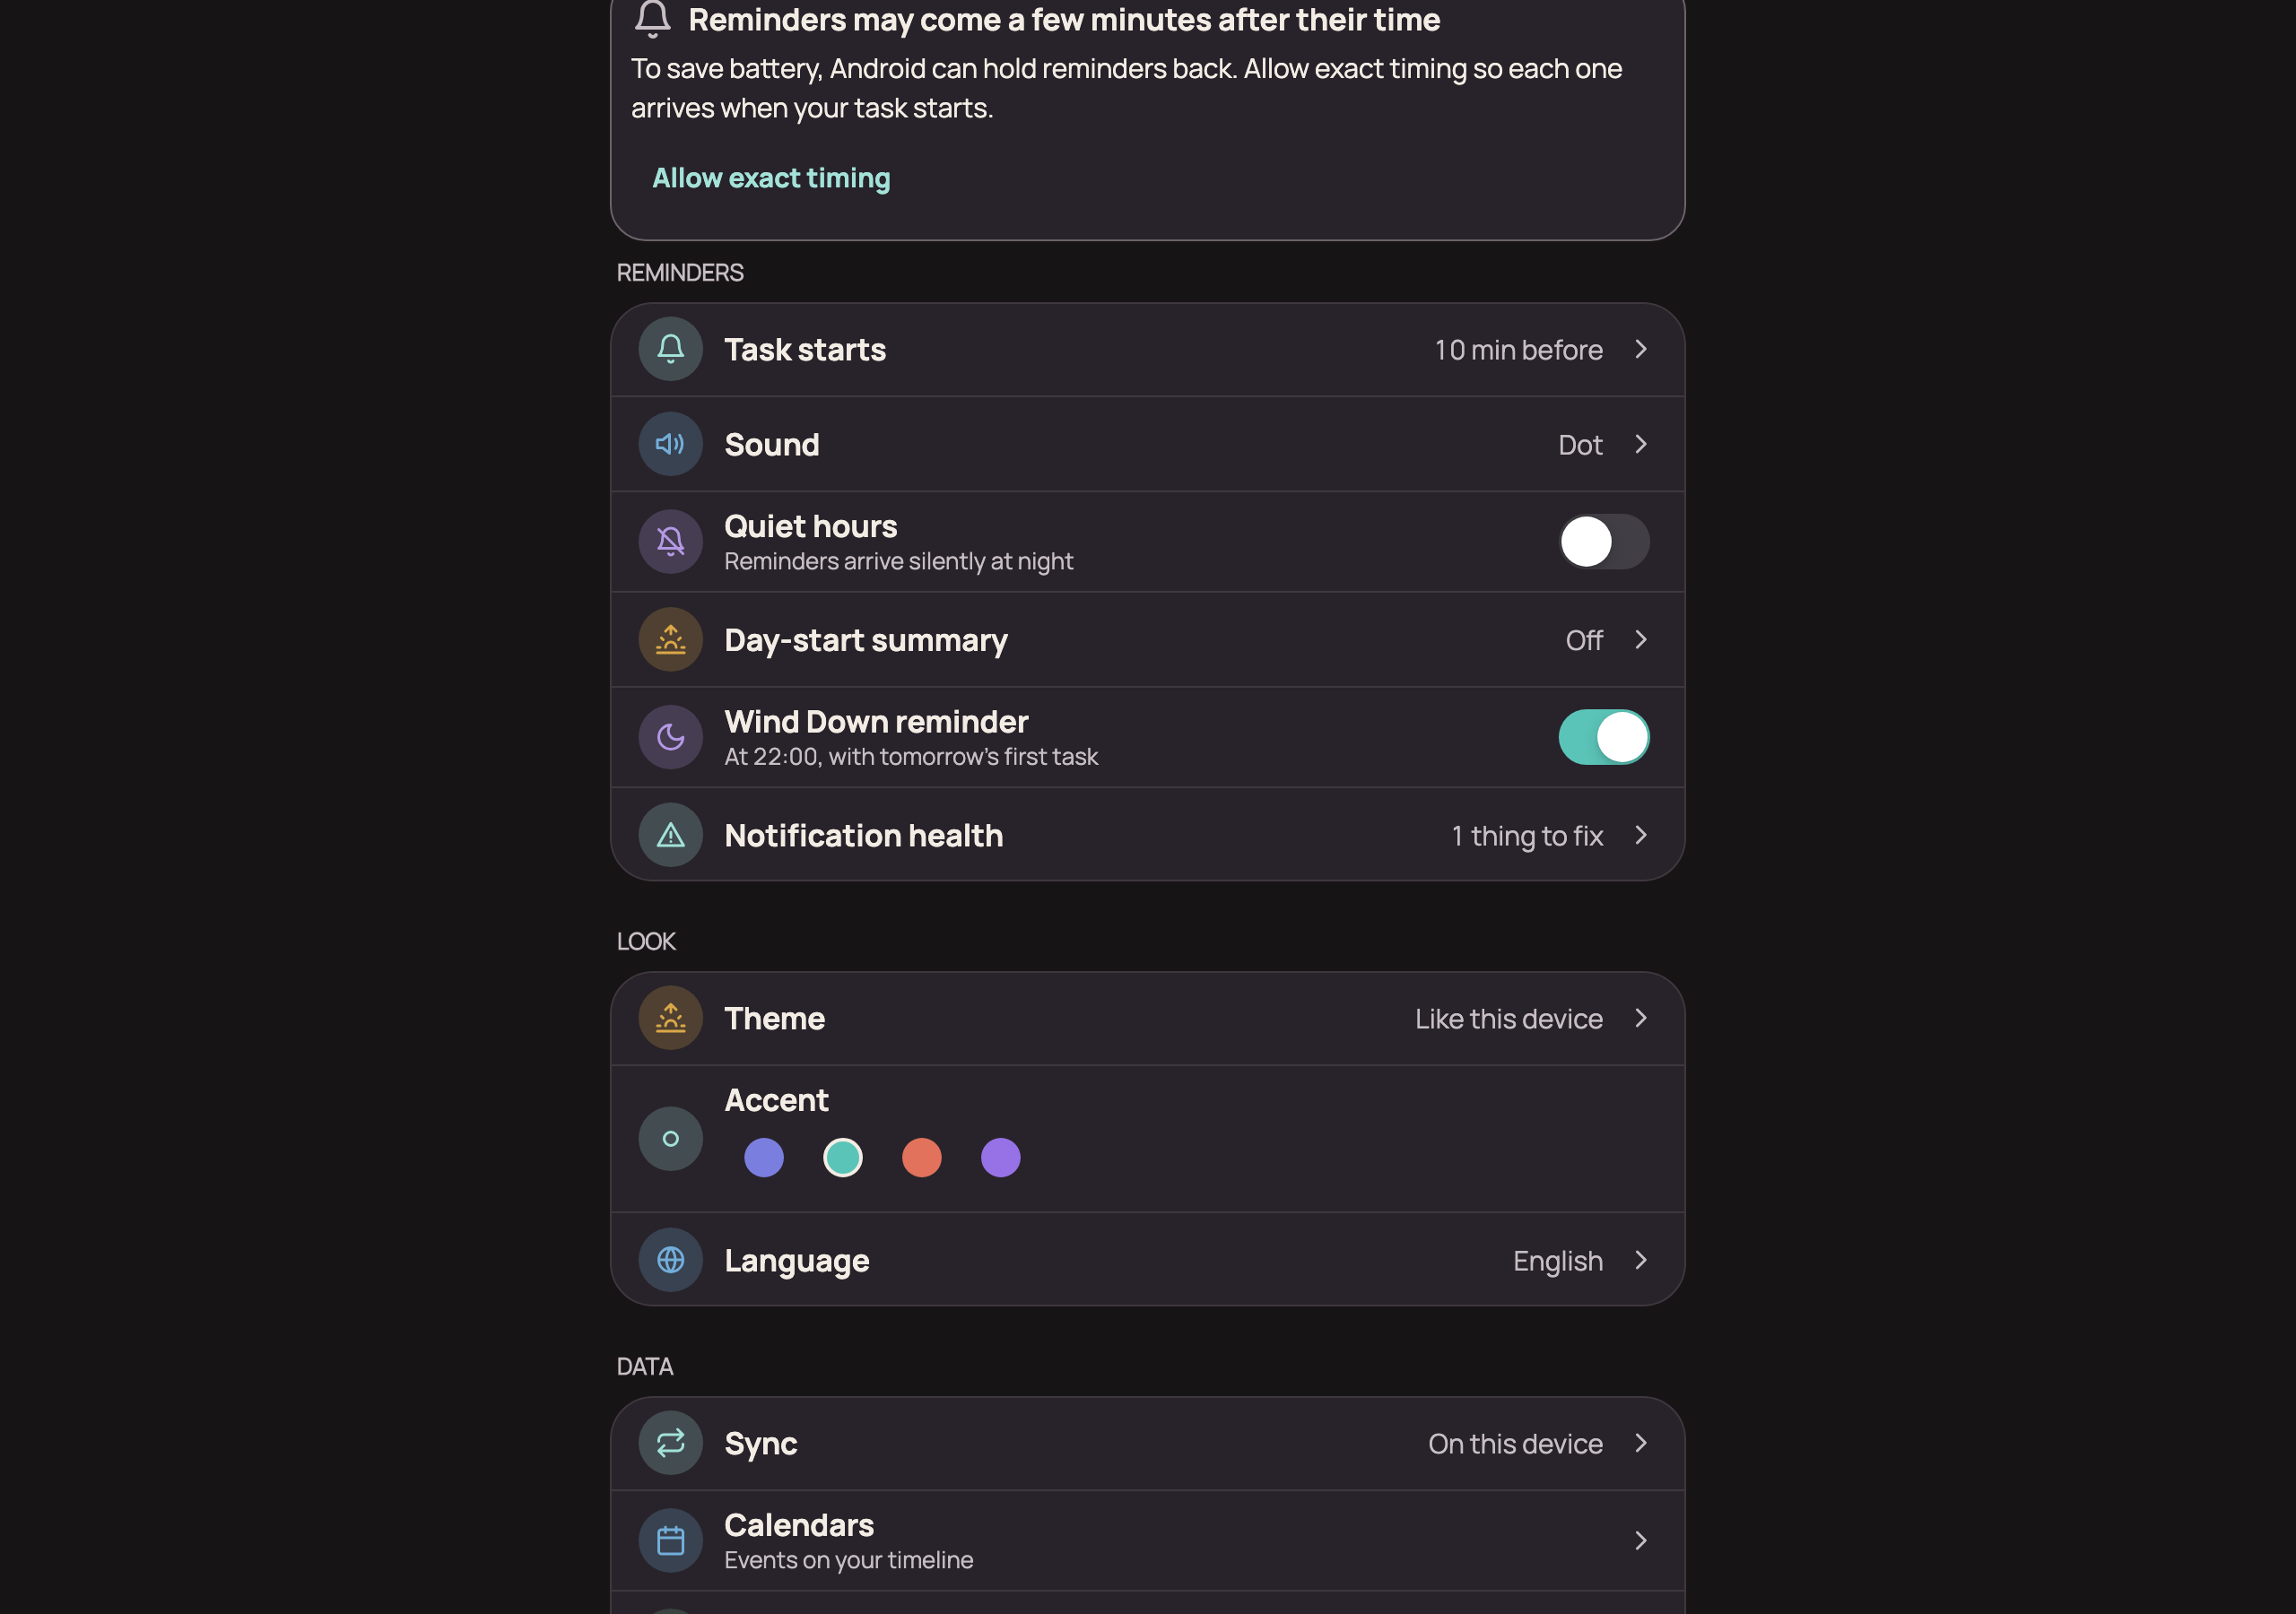 Reminders may come a few minutes after their time
To save battery, Android can hold reminders back. Allow exact timing so each one
arrives when your task starts.
Allow exact timing
REMINDERS
Task starts
10 min before
Sound
Dot
Quiet hours
Reminders arrive silently at night
Day-start summary
Off
Wind Down reminder
At 22:00, with tomorrow’s first task
Notification health
1 thing to fix
LOOK
Theme
Like this device
Accent
Language
English
DATA
Sync
On this device
Calendars
Events on your timeline